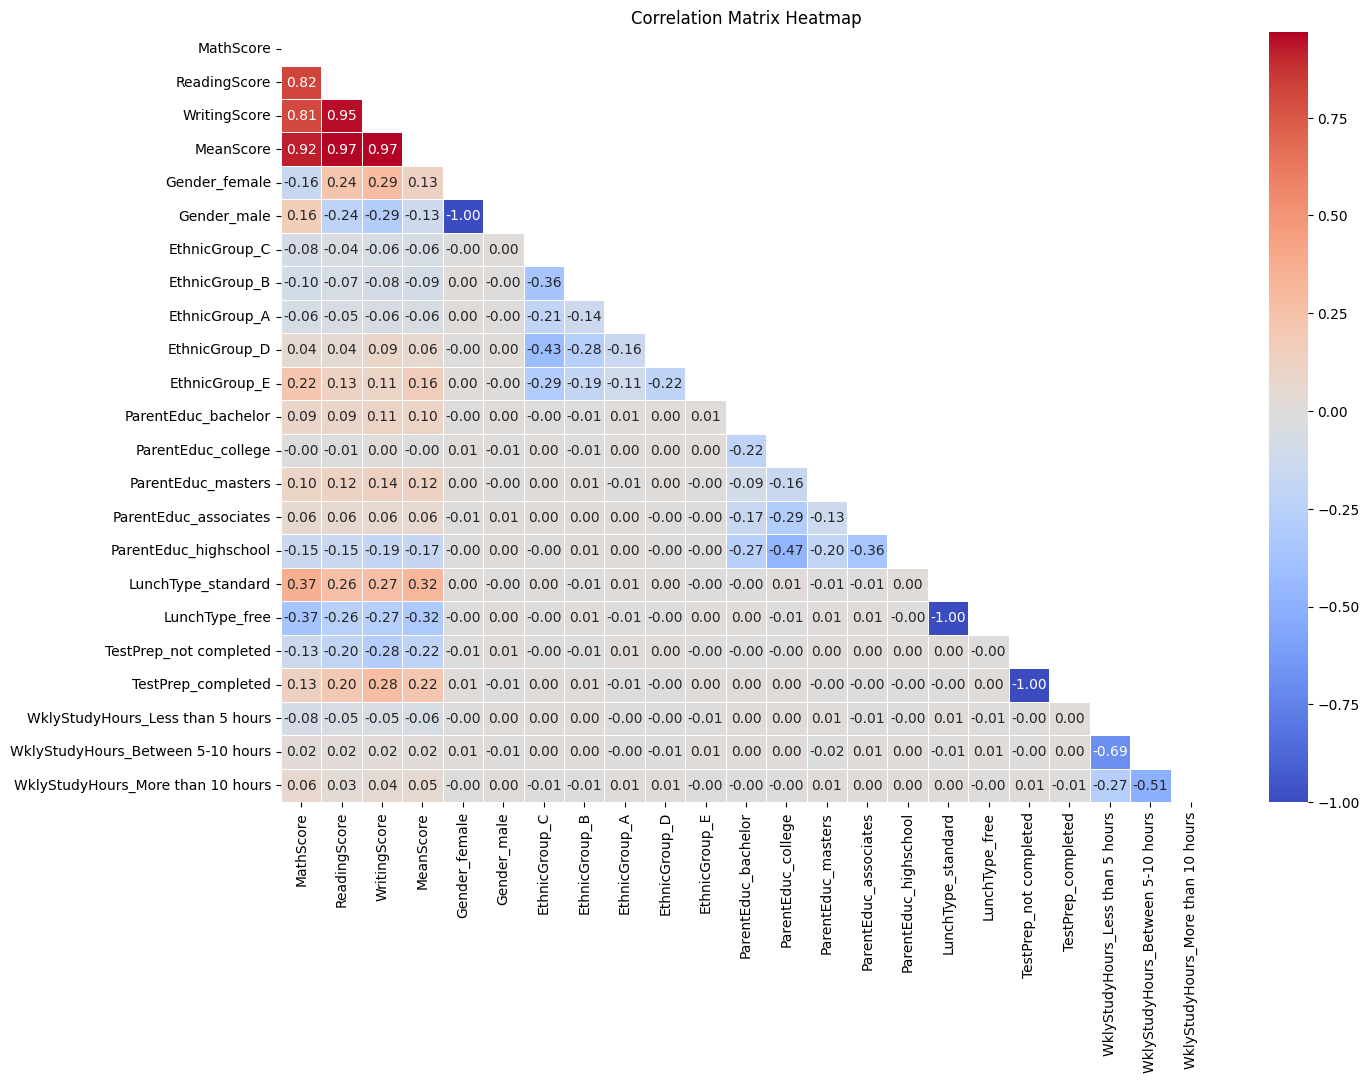 Correlation Matrix Heatmap
MathScore
ReadingScore 0.82
WritingScore 0.81 0.95
MeanScore 0.92 0.97 0.97
Gender_female -0.16 0.24 0.29 0.13
Gender_male 0.16 -0.24 -0.29 -0.13 -1.00
EthnicGroup_C -0.08 -0.04 -0.06 -0.06 -0.00 0.00
EthnicGroup_B -0.10 -0.07 -0.08 -0.09 0.00 -0.00 -0.36
EthnicGroup_A -0.06 -0.05 -0.06 -0.06 0.00 -0.00 -0.21 -0.14
EthnicGroup_D 0.04 0.04 0.09 0.06 -0.00 0.00 -0.43 -0.28 -0.16
EthnicGroup_E 0.22 0.13 0.11 0.16 0.00 -0.00 -0.29 -0.19 -0.11 -0.22
ParentEduc_bachelor 0.09 0.09 0.11 0.10 -0.00 0.00 -0.00 -0.01 0.01 0.00 0.01
ParentEduc_college -0.00 -0.01 0.00 -0.00 0.01 -0.01 0.00 -0.01 0.00 0.00 0.00 -0.22
ParentEduc_masters 0.10 0.12 0.14 0.12 0.00 -0.00 0.00 0.01 -0.01 0.00 -0.00 -0.09 -0.16
ParentEduc_associates 0.06 0.06 0.06 0.06 -0.01 0.01 0.00 0.00 0.00 -0.00 -0.00 -0.17 -0.29 -0.13
ParentEduc_highschool -0.15 -0.15 -0.19 -0.17 -0.00 0.00 -0.00 0.01 0.00 -0.00 -0.00 -0.27 -0.47 -0.20 -0.36
LunchType_standard 0.37 0.26 0.27 0.32 0.00 -0.00 0.00 -0.01 0.01 0.00 -0.00 -0.00 0.01 -0.01 -0.01 0.00
LunchType_free -0.37 -0.26 -0.27 -0.32 -0.00 0.00 -0.00 0.01 -0.01 -0.00 0.00 0.00 -0.01 0.01 0.01 -0.00 -1.00
TestPrep_not completed -0.13 -0.20 -0.28 -0.22 -0.01 0.01 -0.00 -0.01 0.01 0.00 -0.00 -0.00 -0.00 0.00 0.00 0.00 0.00 -0.00
TestPrep_completed 0.13 0.20 0.28 0.22 0.01 -0.01 0.00 0.01 -0.01 -0.00 0.00 0.00 0.00 -0.00 -0.00 -0.00 -0.00 0.00 -1.00
WklyStudyHours_Less than 5 hours -0.08 -0.05 -0.05 -0.06 -0.00 0.00 0.00 0.00 -0.00 -0.00 -0.01 0.00 0.00 0.01 -0.01 -0.00 0.01 -0.01 -0.00 0.00
WklyStudyHours_Between 5-10 hours 0.02 0.02 0.02 0.02 0.01 -0.01 0.00 0.00 -0.00 -0.01 0.01 0.00 0.00 -0.02 0.01 0.00 -0.01 0.01 -0.00 0.00 -0.69
WklyStudyHours_More than 10 hours 0.06 0.03 0.04 0.05 -0.00 0.00 -0.01 -0.01 0.01 0.01 -0.00 -0.00 -0.00 0.01 0.00 0.00 0.00 -0.00 0.01 -0.01 -0.27 -0.51
MathScore
ReadingScore
WritingScore
MeanScore
Gender_female
Gender_male
EthnicGroup_C
EthnicGroup_B
EthnicGroup_A
EthnicGroup_D
EthnicGroup_E
ParentEduc_bachelor
ParentEduc_college
ParentEduc_masters
ParentEduc_associates
ParentEduc_highschool
LunchType_standard
LunchType_free
TestPrep_not completed
TestPrep_completed
WklyStudyHours_Less than 5 hours
WklyStudyHours_Between 5-10 hours
WklyStudyHours_More than 10 hours
0.75
0.50
0.25
0.00
−0.25
−0.50
−0.75
−1.00